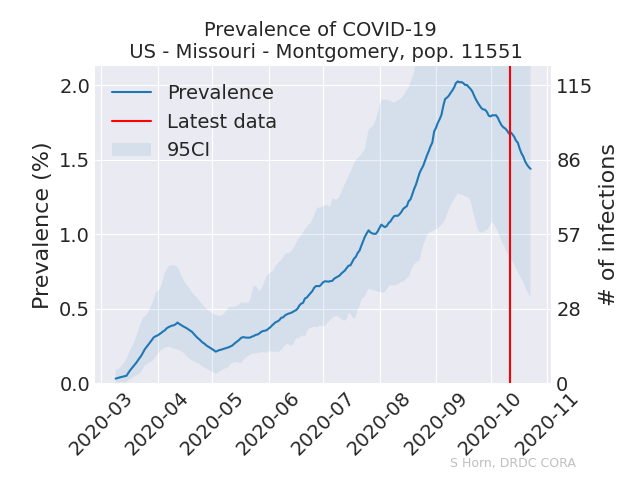 Prevalence of COVID-19
US - Missouri - Montgomery, pop. 11551
Prevalence
Latest data
95CI
Prevalence (%)
2.0
1.5
1.0
0.5
0.0
# of infections
115
86
57
28
0
2020-03
2020-04
2020-05
2020-06
2020-07
2020-08
2020-09
2020-10
2020-11
S Horn, DRDC CORA